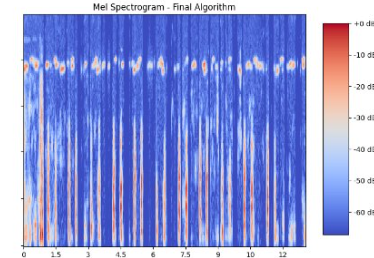 Mel Spectrogram - Final Algorithm
+0 dB
-10 dB
-20 dB
-30 dB
-40 dB
-50 dB
-60 dB
0 1.5 3 4.5 6 7.5 9 10.5 12